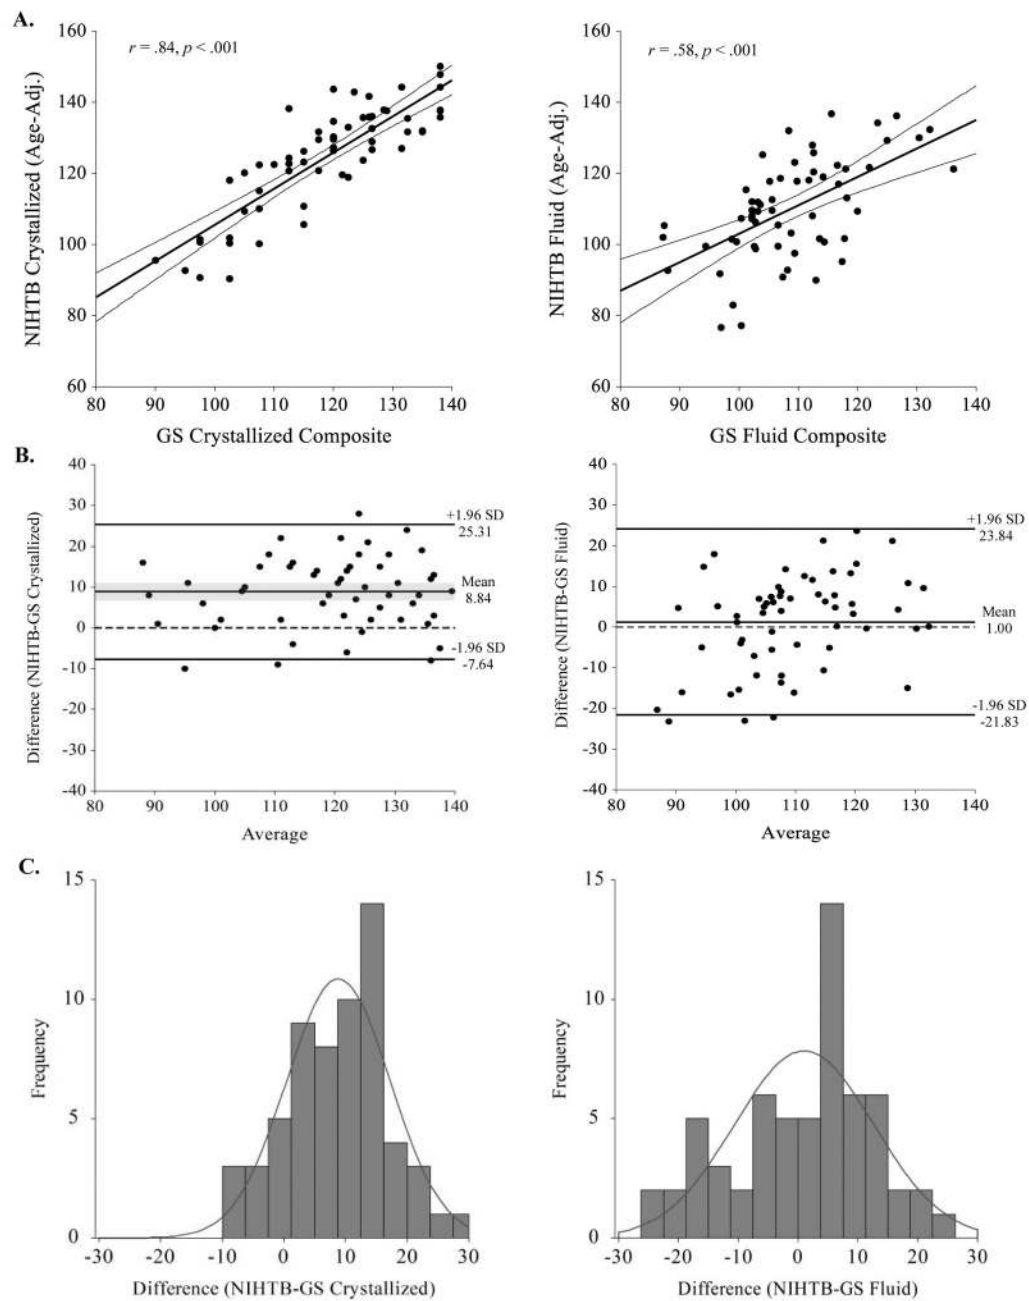 A.
r = .84, p < .001
NIHTB Crystallized (Age-Adj.)
160
140
120
100
80
60
80 90 100 110 120 130 140
GS Crystallized Composite
r = .58, p < .001
NIHTB Fluid (Age-Adj.)
160
140
120
100
80
60
80 90 100 110 120 130 140
GS Fluid Composite
B.
Difference (NIHTB-GS Crystallized)
40
30
20
10
0
-10
-20
-30
-40
+1.96 SD
25.31
Mean
8.84
-1.96 SD
-7.64
80 90 100 110 120 130 140
Average
Difference (NIHTB-GS Fluid)
40
30
20
10
0
-10
-20
-30
-40
+1.96 SD
23.84
Mean
1.00
-1.96 SD
-21.83
80 90 100 110 120 130 140
Average
C.
Frequency
15
10
5
0
-30 -20 -10 0 10 20 30
Difference (NIHTB-GS Crystallized)
Frequency
15
10
5
0
-30 -20 -10 0 10 20 30
Difference (NIHTB-GS Fluid)